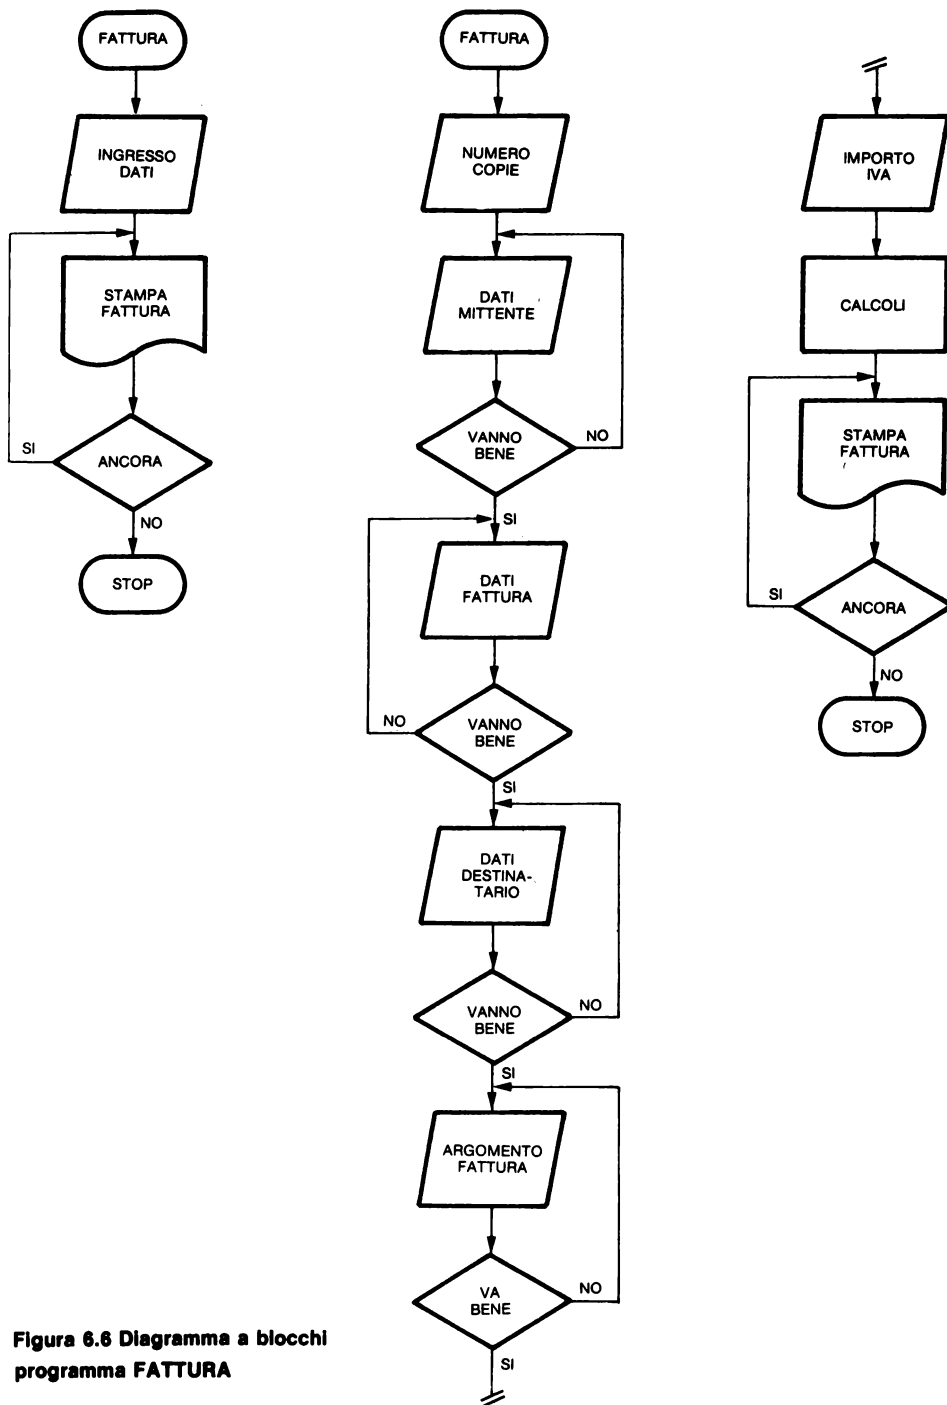 FATTURA
INGRESSO
DATI
STAMPA
FATTURA
SI
ANCORA
NO
STOP
FATTURA
NUMERO
COPIE
DATI
MITTENTE
VANNO
BENE
NO
SI
DATI
FATTURA
NO
VANNO
BENE
SI
DATI
DESTINA-
TARIO
VANNO
BENE
NO
SI
ARGOMENTO
FATTURA
VA
BENE
NO
SI
IMPORTO
IVA
CALCOLI
STAMPA
FATTURA
SI
ANCORA
NO
STOP
Figura 6.6 Diagramma a blocchi
programma FATTURA